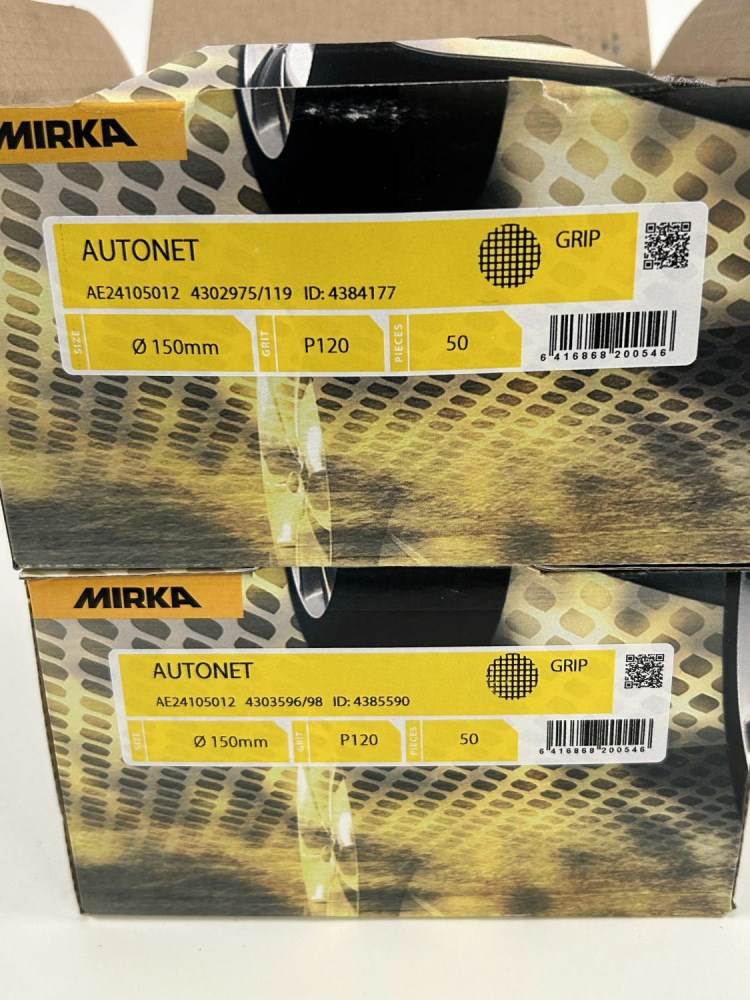 MIRKA
AUTONET
GRIP
AE24105012 4302975/119 ID: 4384177
SIZE
Ø 150mm
GRIT
P120
PIECES
50
6 416868 200546
MIRKA
AUTONET
GRIP
AE24105012 4303596/98 ID: 4385590
SIZE
Ø 150mm
GRIT
P120
PIECES
50
6 416868 200546